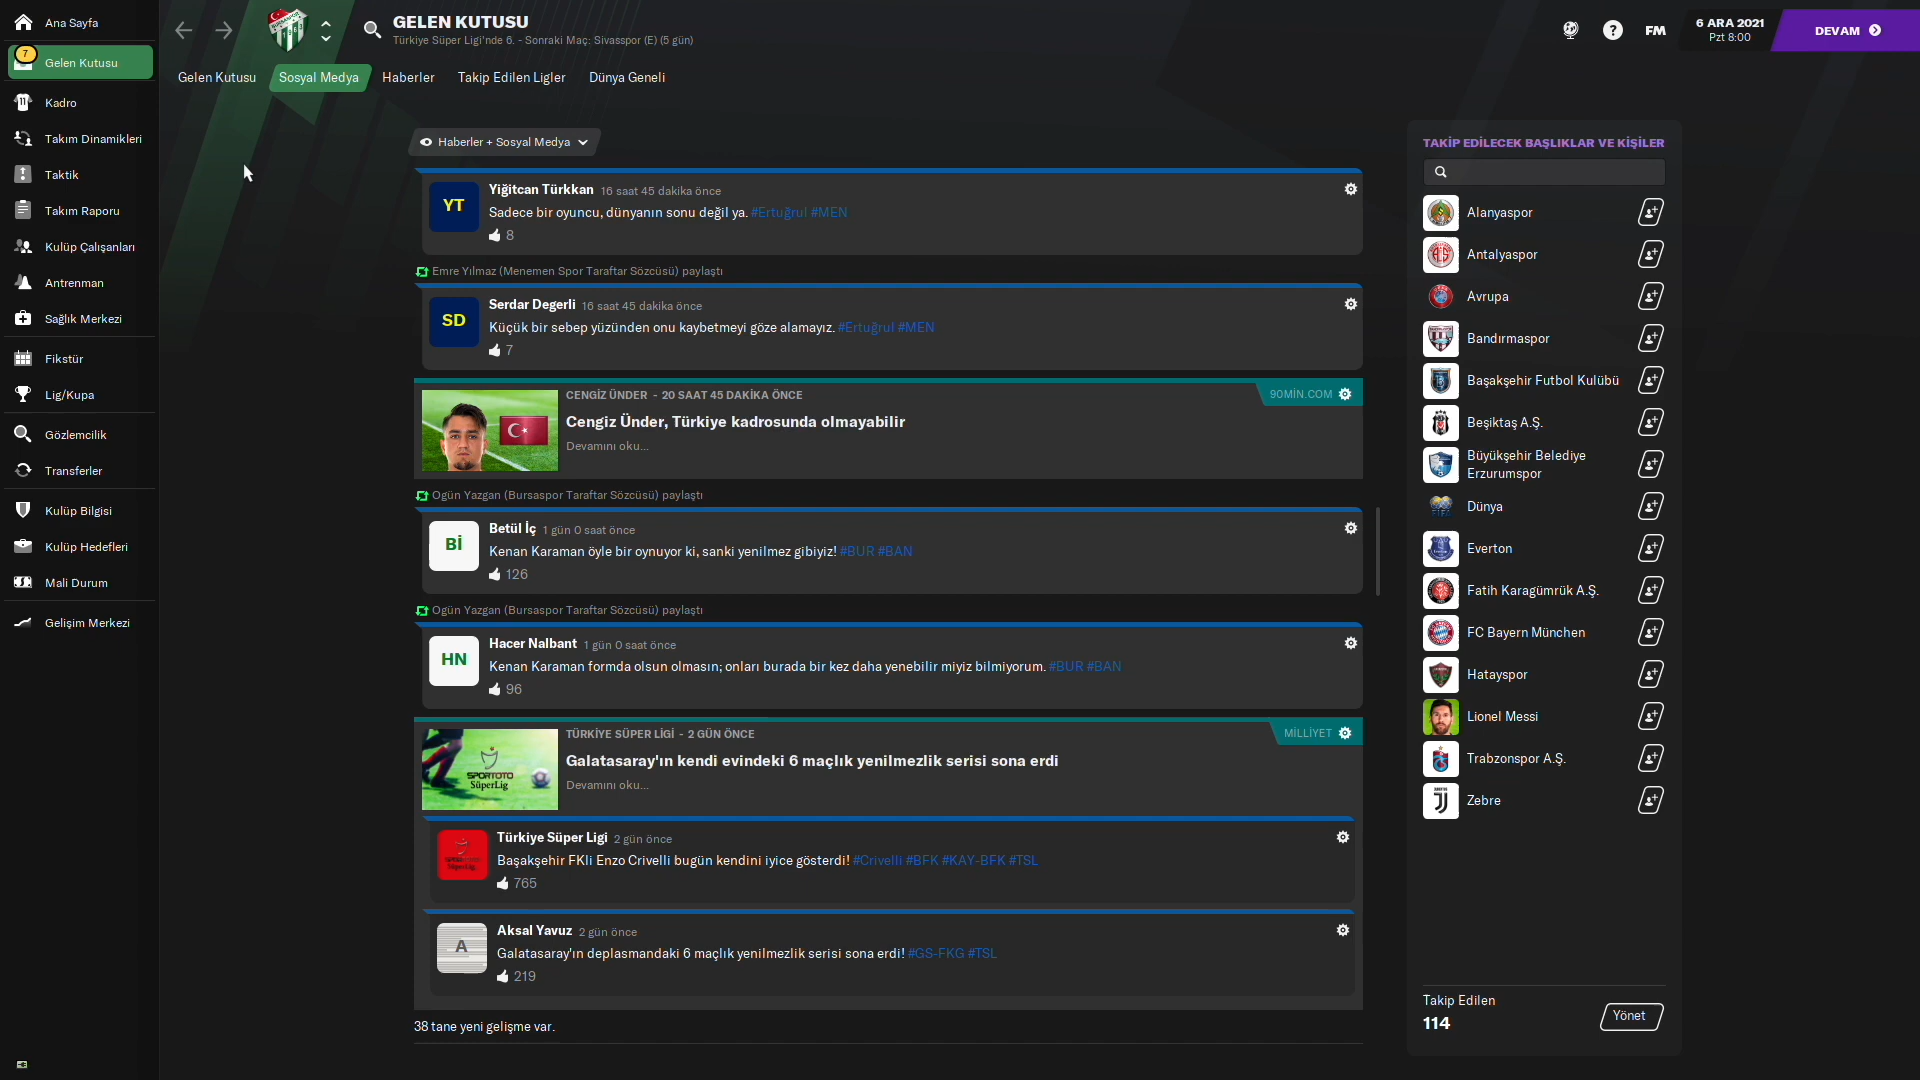 Ana Sayfa
7
Gelen Kutusu
Kadro
Takım Dinamikleri
Taktik
Takım Raporu
Kulüp Çalışanları
Antrenman
Sağlık Merkezi
Fikstür
Lig/Kupa
Gözlemcilik
Transferler
Kulüp Bilgisi
Kulüp Hedefleri
Mali Durum
Gelişim Merkezi
GELEN KUTUSU
Türkiye Süper Ligi'nde 6. - Sonraki Maç: Sivasspor (E) (5 gün)
FM
6 ARA 2021
Pzt 8:00
DEVAM
Gelen Kutusu
Sosyal Medya
Haberler
Takip Edilen Ligler
Dünya Geneli
Haberler + Sosyal Medya
YT
Yiğitcan Türkkan 16 saat 45 dakika önce
Sadece bir oyuncu, dünyanın sonu değil ya. #Ertuğrul #MEN
8
Emre Yılmaz (Menemen Spor Taraftar Sözcüsü) paylaştı
SD
Serdar Degerli 16 saat 45 dakika önce
Küçük bir sebep yüzünden onu kaybetmeyi göze alamayız. #Ertuğrul #MEN
7
CENGİZ ÜNDER - 20 SAAT 45 DAKİKA ÖNCE
90MİN.COM
Cengiz Ünder, Türkiye kadrosunda olmayabilir
Devamını oku...
Ogün Yazgan (Bursaspor Taraftar Sözcüsü) paylaştı
Bİ
Betül İç 1 gün 0 saat önce
Kenan Karaman öyle bir oynuyor ki, sanki yenilmez gibiyiz! #BUR #BAN
126
Ogün Yazgan (Bursaspor Taraftar Sözcüsü) paylaştı
HN
Hacer Nalbant 1 gün 0 saat önce
Kenan Karaman formda olsun olmasın; onları burada bir kez daha yenebilir miyiz bilmiyorum. #BUR #BAN
96
TÜRKİYE SÜPER LİGİ - 2 GÜN ÖNCE
MİLLİYET
SPORTOTO
SüperLig
Galatasaray'ın kendi evindeki 6 maçlık yenilmezlik serisi sona erdi
Devamını oku...
Türkiye Süper Ligi 2 gün önce
Başakşehir FKli Enzo Crivelli bugün kendini iyice gösterdi! #Crivelli #BFK #KAY-BFK #TSL
765
A
Aksal Yavuz 2 gün önce
Galatasaray'ın deplasmandaki 6 maçlık yenilmezlik serisi sona erdi! #GS-FKG #TSL
219
38 tane yeni gelişme var.
TAKİP EDİLECEK BAŞLIKLAR VE KİŞİLER
Alanyaspor
Antalyaspor
Avrupa
Bandırmaspor
Başakşehir Futbol Kulübü
Beşiktaş A.Ş.
Büyükşehir Belediye
Erzurumspor
Dünya
Everton
Fatih Karagümrük A.Ş.
FC Bayern München
Hatayspor
Lionel Messi
Trabzonspor A.Ş.
Zebre
Takip Edilen
114
Yönet